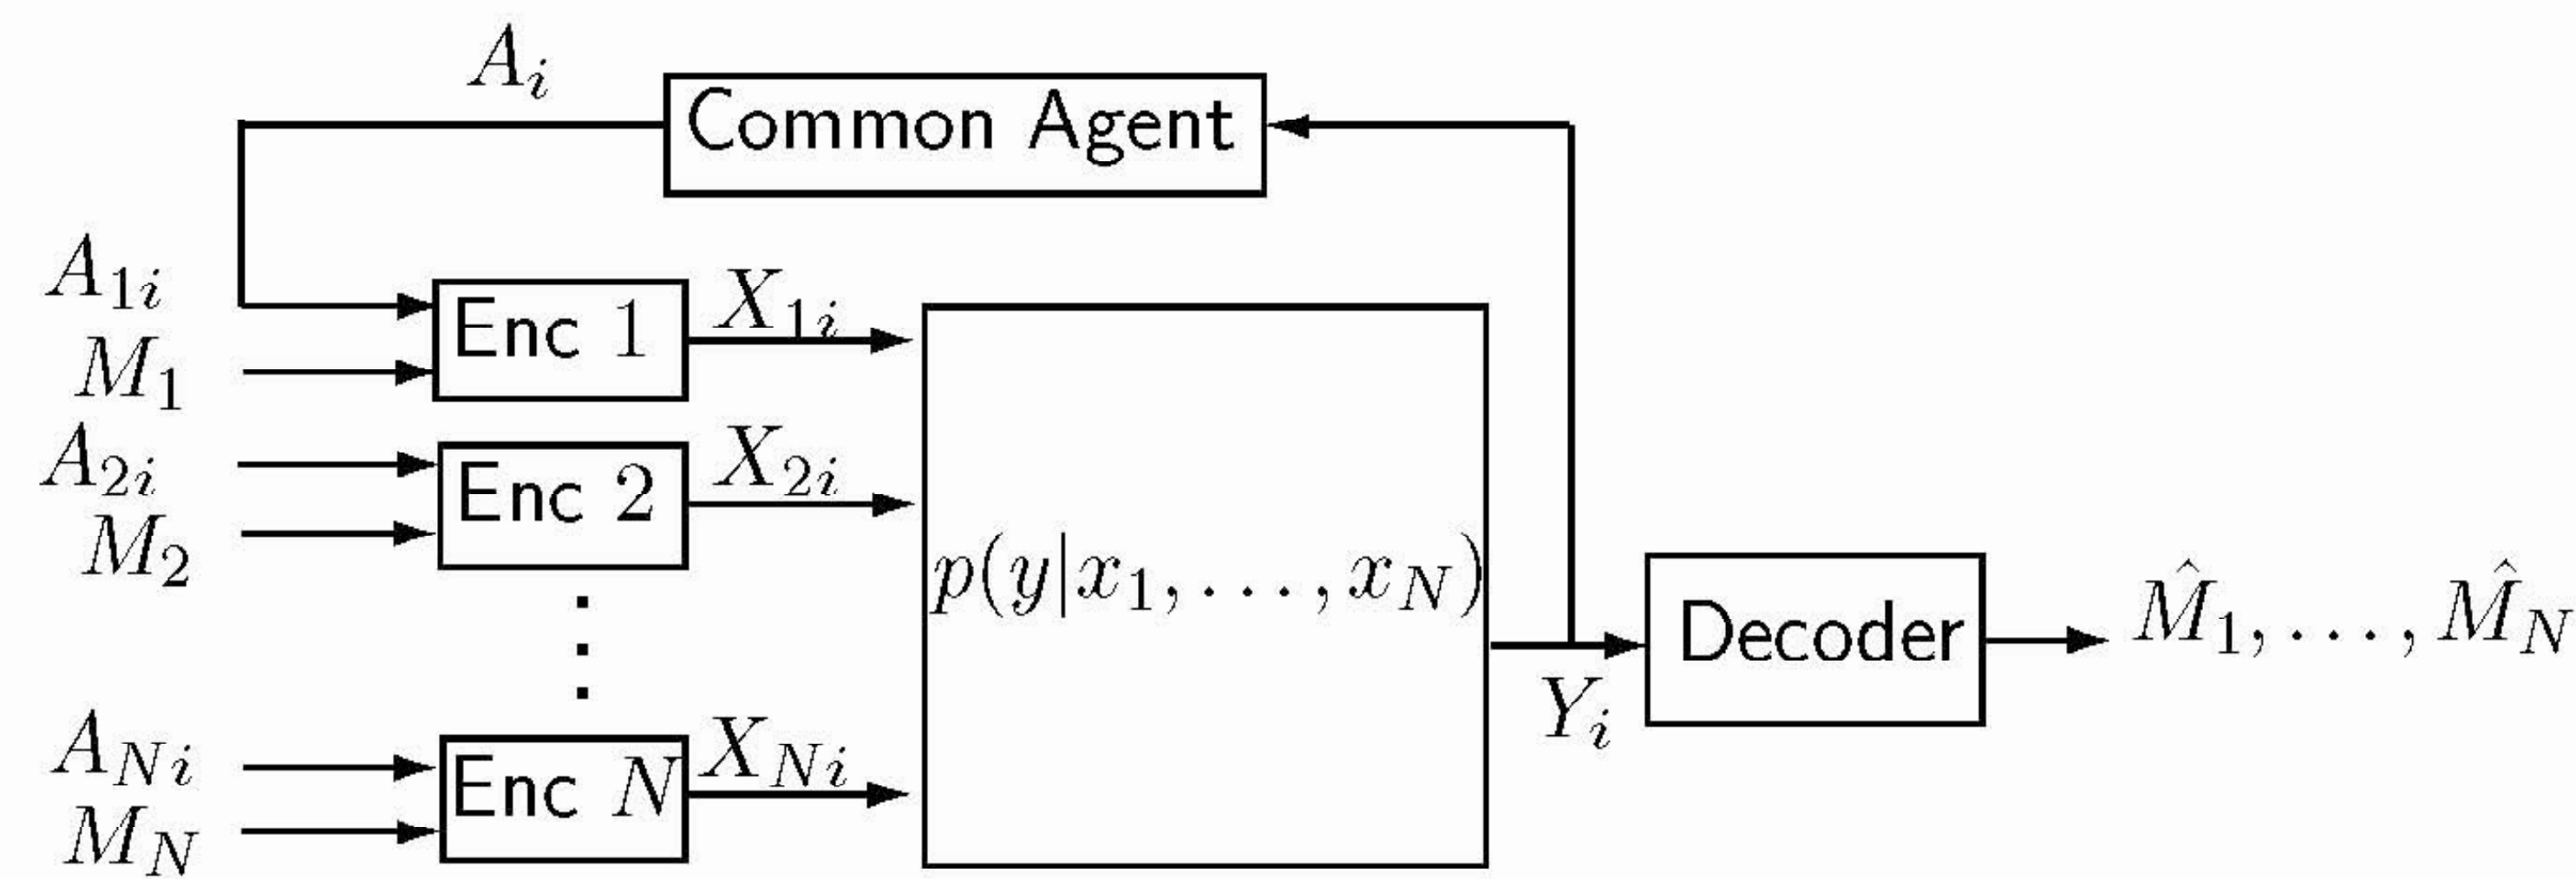 A_i
Common Agent
A_{1i}
Enc 1
X_{1i}
M_1
A_{2i}
Enc 2
X_{2i}
M_2
p(y|x_1, . . . , x_N)
Decoder
\hat{M}_1, . . . , \hat{M}_N
Y_i
A_{Ni}
Enc N
X_{Ni}
M_N